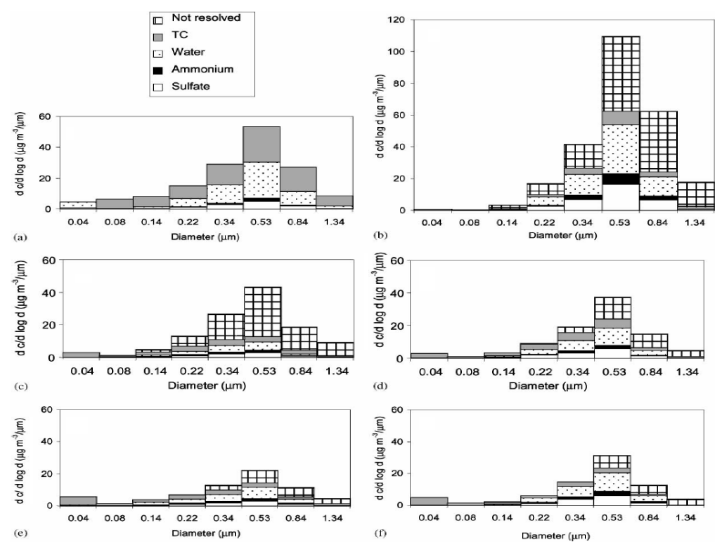 Not resolved
TC
Water
Ammonium
Sulfate
d c/d log d (µg m⁻³/µm)
60
40
20
0
0.04 0.08 0.14 0.22 0.34 0.53 0.84 1.34
(a) Diameter (µm)
d c/d log d (µg m⁻³/µm)
120
100
80
60
40
20
0
0.04 0.08 0.14 0.22 0.34 0.53 0.84 1.34
(b) Diameter (µm)
d c/d log d (µg m⁻³/µm)
60
40
20
0
0.04 0.08 0.14 0.22 0.34 0.53 0.84 1.34
(c) Diameter (µm)
d c/d log d (µg m⁻³/µm)
60
40
20
0
0.04 0.08 0.14 0.22 0.34 0.53 0.84 1.34
(d) Diameter (µm)
d c/ d log d (µg m⁻³/µm)
60
40
20
0
0.04 0.08 0.14 0.22 0.34 0.53 0.84 1.34
(e) Diameter (µm)
d c/d log d (µg m⁻³/µm)
60
40
20
0
0.04 0.08 0.14 0.22 0.34 0.53 0.84 1.34
(f) Diameter (µm)